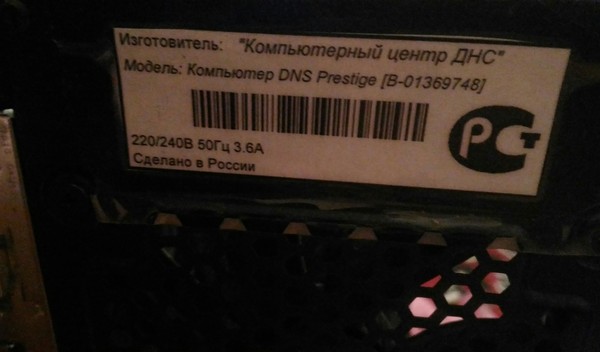 Изготовитель: "Компьютерный центр ДНС"
Модель: Компьютер DNS Prestige [B-01369748]
220/240В 50Гц 3.6А
Сделано в России
РСТ